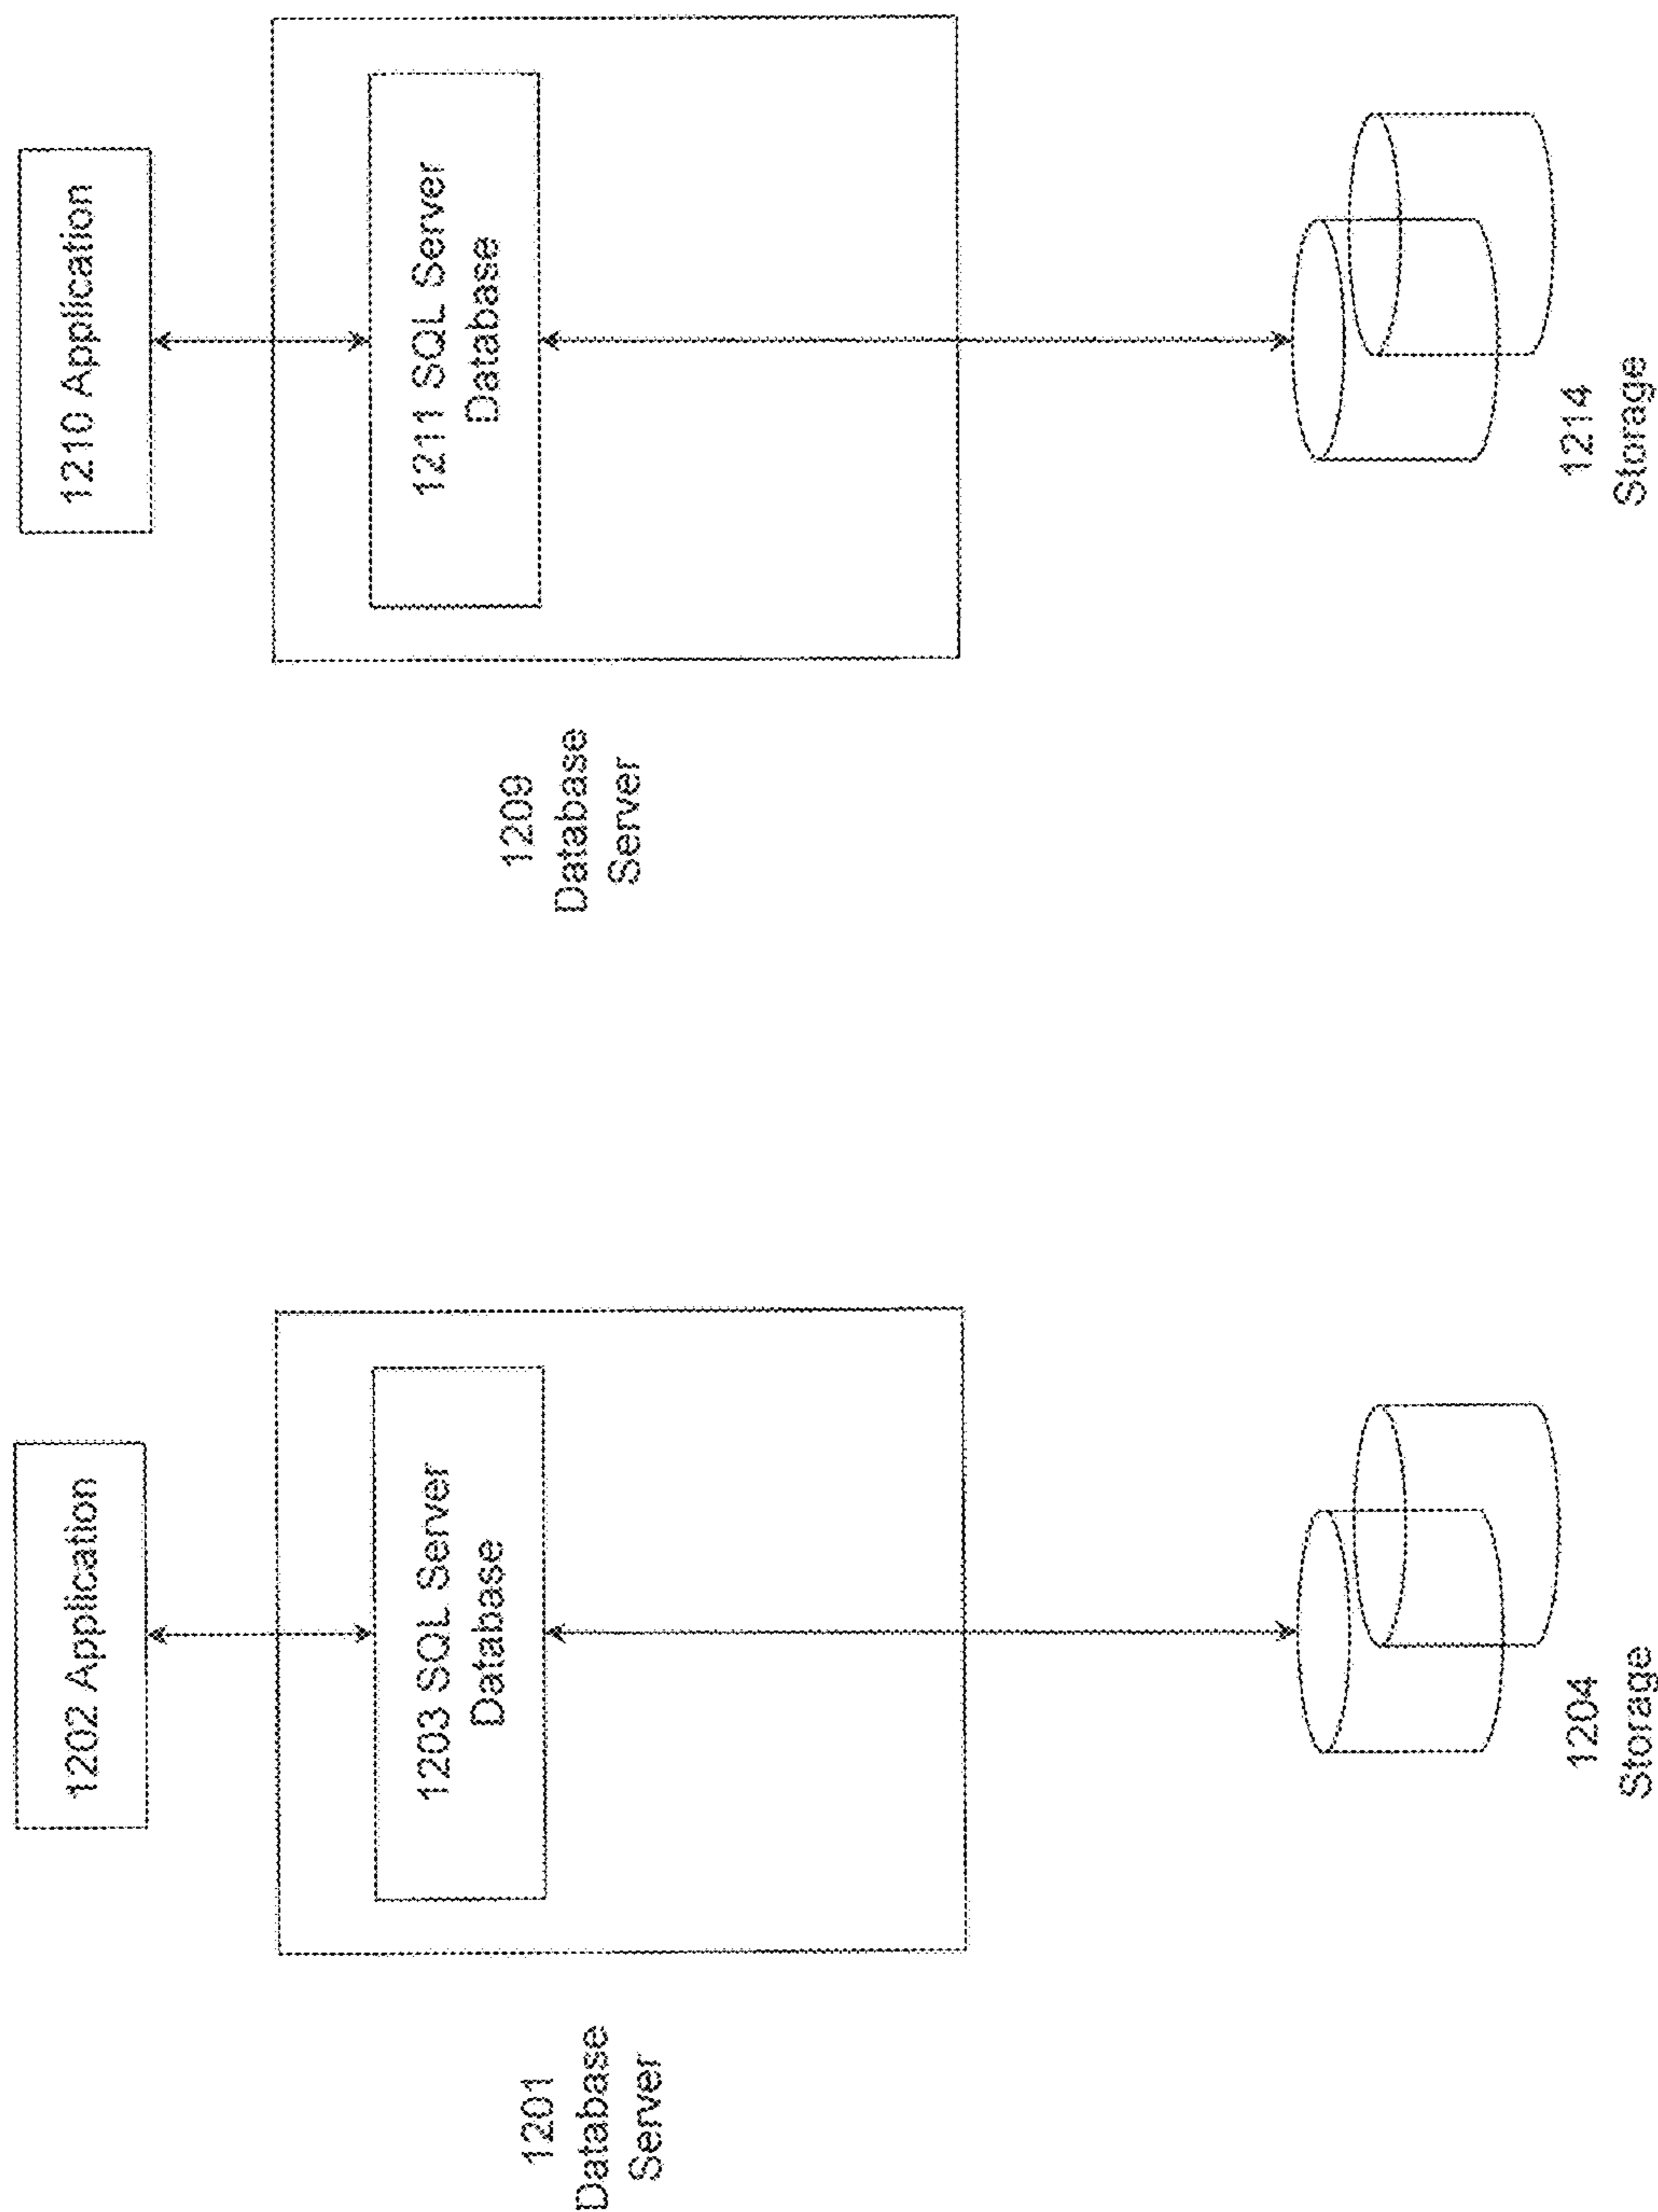 1202 Application
1203 SQL Server
Database
1201
Database
Server
1204
Storage
1210 Application
1211 SQL Server
Database
1209
Database
Server
1214
Storage